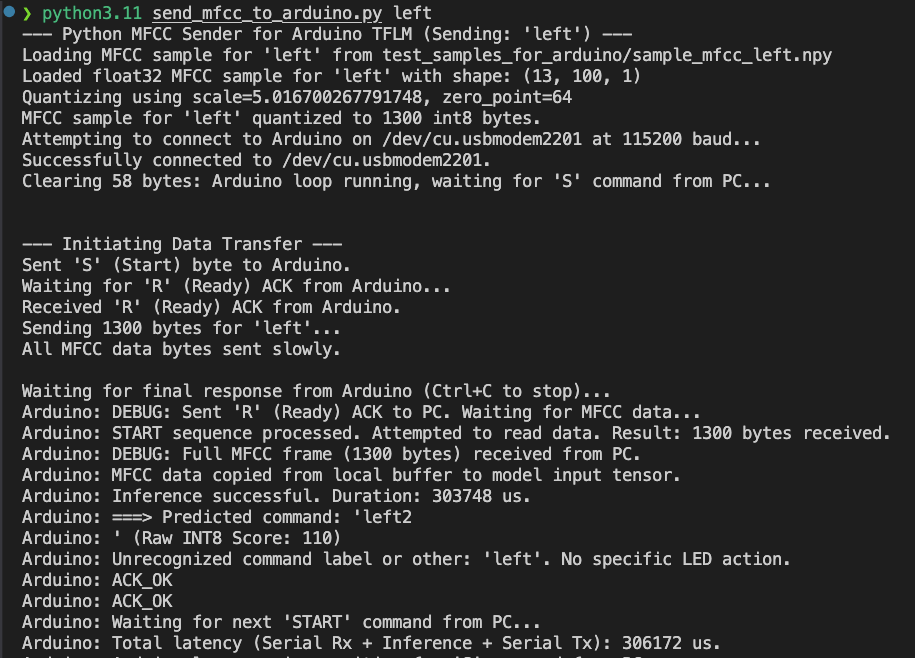 ❯ python3.11 send_mfcc_to_arduino.py left
––– Python MFCC Sender for Arduino TFLM (Sending: 'left') –––
Loading MFCC sample for 'left' from test_samples_for_arduino/sample_mfcc_left.npy
Loaded float32 MFCC sample for 'left' with shape: (13, 100, 1)
Quantizing using scale=5.016700267791748, zero_point=64
MFCC sample for 'left' quantized to 1300 int8 bytes.
Attempting to connect to Arduino on /dev/cu.usbmodem2201 at 115200 baud...
Successfully connected to /dev/cu.usbmodem2201.
Clearing 58 bytes: Arduino loop running, waiting for 'S' command from PC...
––– Initiating Data Transfer –––
Sent 'S' (Start) byte to Arduino.
Waiting for 'R' (Ready) ACK from Arduino...
Received 'R' (Ready) ACK from Arduino.
Sending 1300 bytes for 'left'...
All MFCC data bytes sent slowly.
Waiting for final response from Arduino (Ctrl+C to stop)...
Arduino: DEBUG: Sent 'R' (Ready) ACK to PC. Waiting for MFCC data...
Arduino: START sequence processed. Attempted to read data. Result: 1300 bytes received.
Arduino: DEBUG: Full MFCC frame (1300 bytes) received from PC.
Arduino: MFCC data copied from local buffer to model input tensor.
Arduino: Inference successful. Duration: 303748 us.
Arduino: ===> Predicted command: 'left2
Arduino: ' (Raw INT8 Score: 110)
Arduino: Unrecognized command label or other: 'left'. No specific LED action.
Arduino: ACK_OK
Arduino: ACK_OK
Arduino: Waiting for next 'START' command from PC...
Arduino: Total latency (Serial Rx + Inference + Serial Tx): 306172 us.